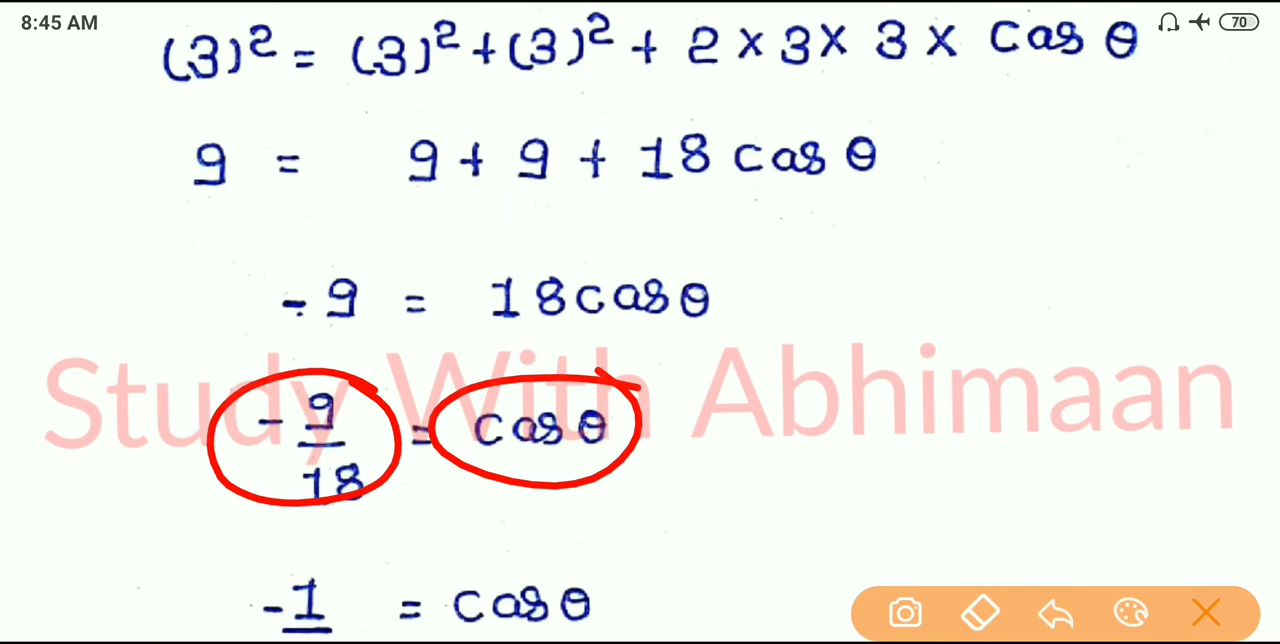 8:45 AM 70
(3)² = (3)² + (3)² + 2 × 3 × 3 × cos θ
9 = 9 + 9 + 18 cos θ
- 9 = 18 cos θ
Study With Abhimaan
- 9/18 = cos θ
-1 = cos θ